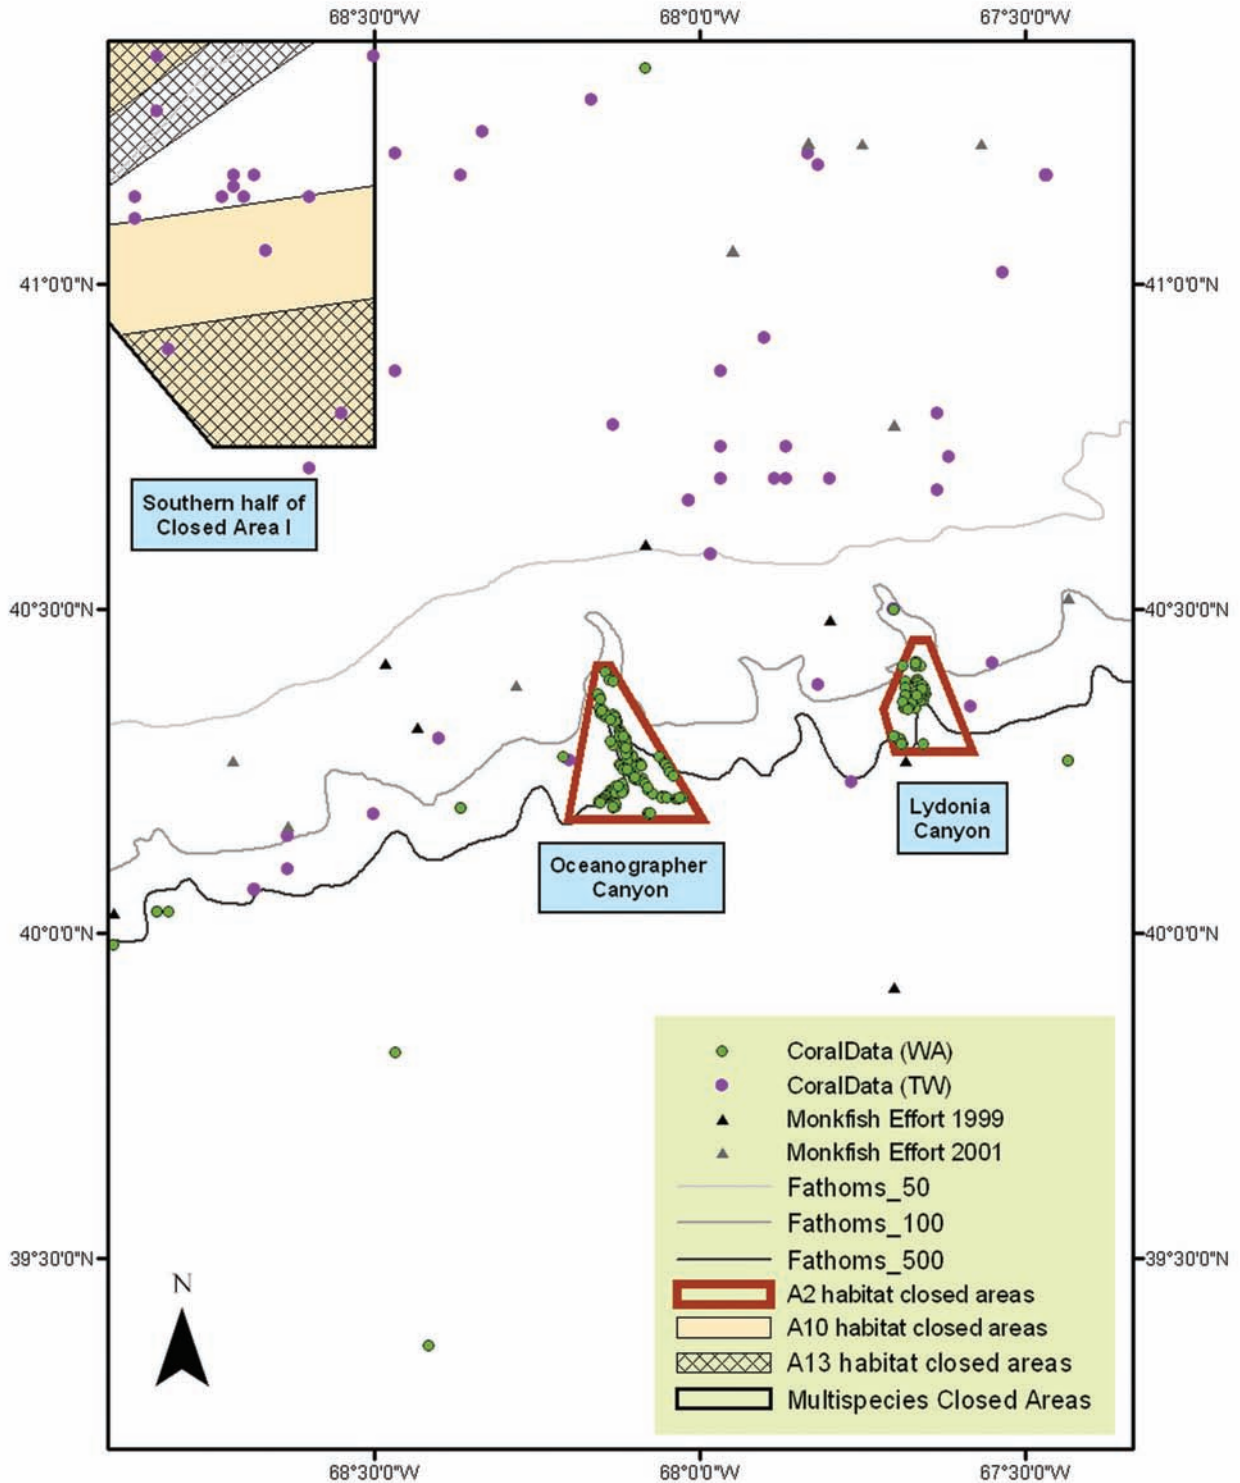 68°30'0"W 68°0'0"W 67°30'0"W
41°0'0"N 41°0'0"N
Southern half of
Closed Area I
40°30'0"N 40°30'0"N
Lydonia
Canyon
Oceanographer
Canyon
40°0'0"N 40°0'0"N
CoralData (WA)
CoralData (TW)
Monkfish Effort 1999
Monkfish Effort 2001
Fathoms_50
Fathoms_100
Fathoms_500
39°30'0"N 39°30'0"N
N
A2 habitat closed areas
A10 habitat closed areas
A13 habitat closed areas
Multispecies Closed Areas
68°30'0"W 68°0'0"W 67°30'0"W